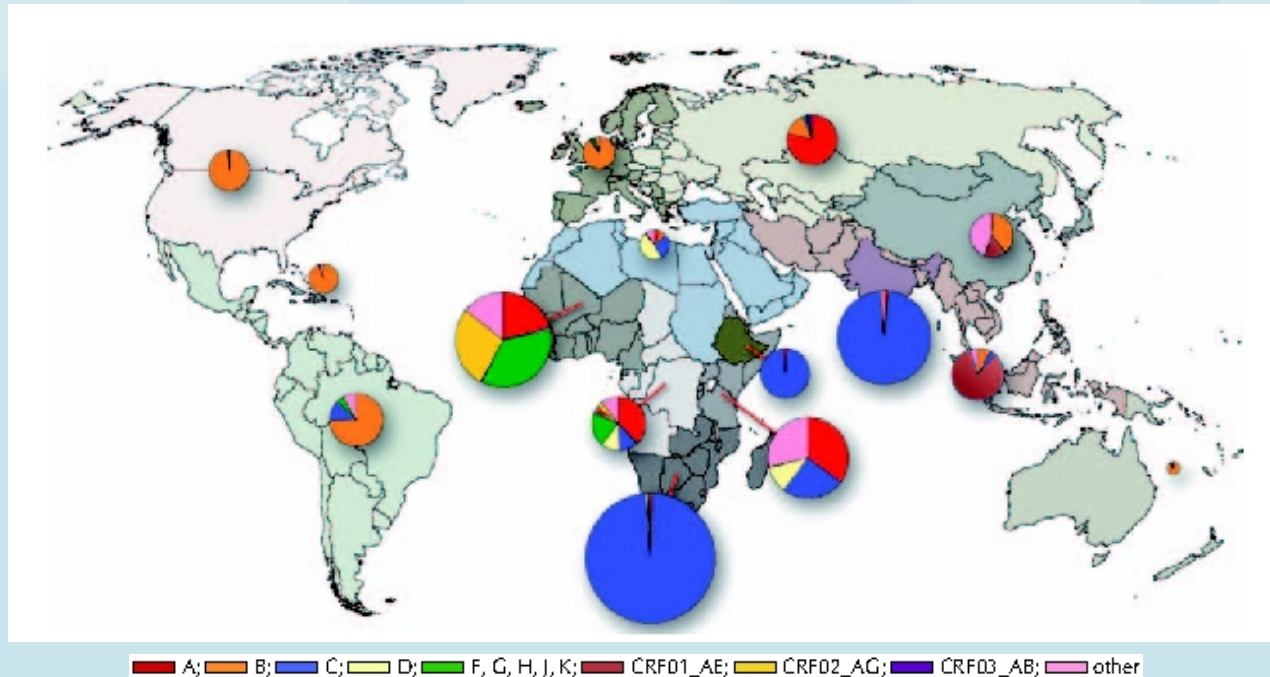 A; B; C; D; F, G, H, J, K; CRF01_AE; CRF02_AG; CRF03_AB; other